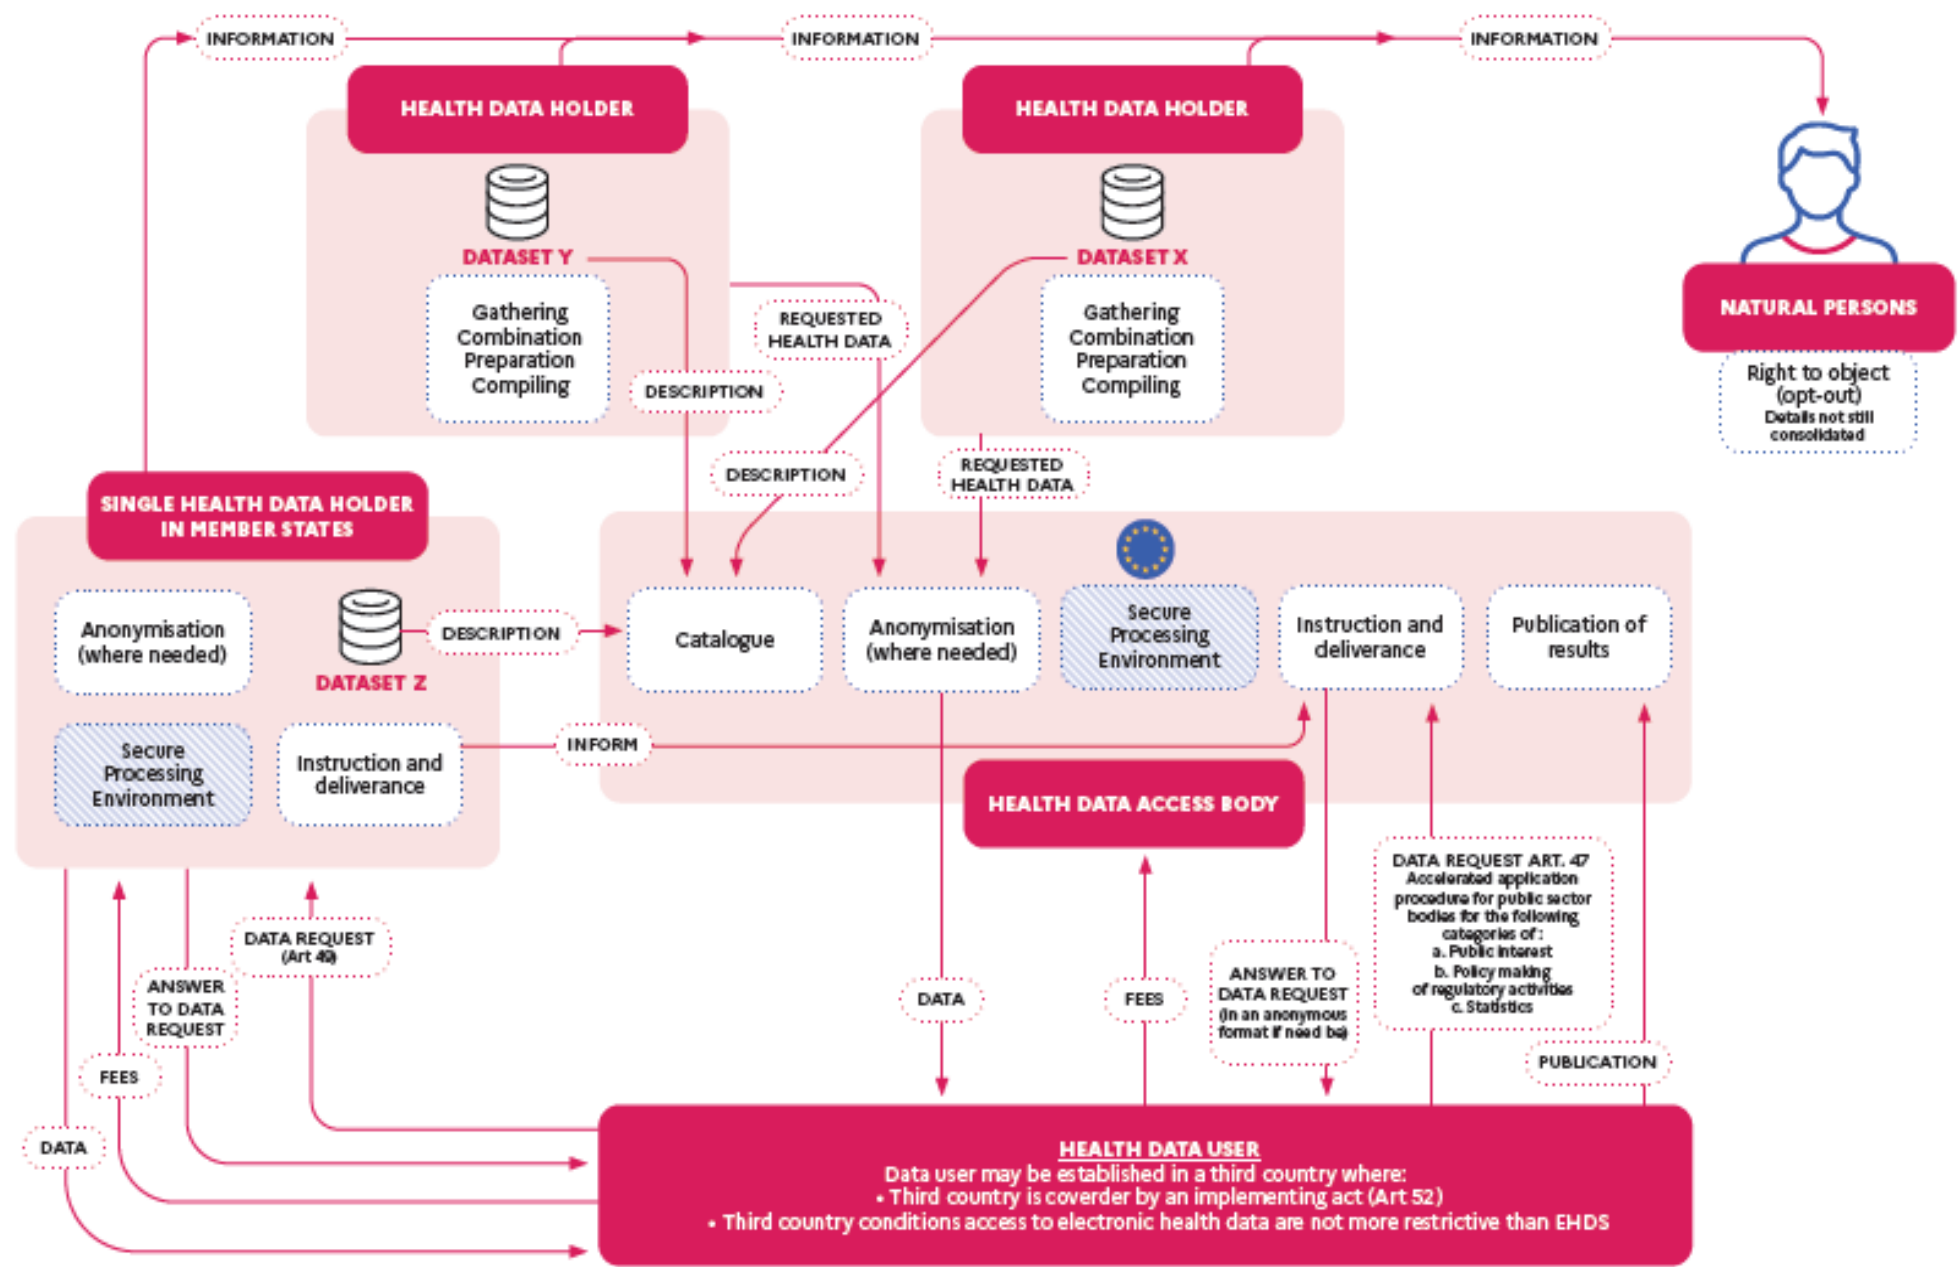 INFORMATION
INFORMATION
INFORMATION
HEALTH DATA HOLDER
HEALTH DATA HOLDER
DATASET Y
Gathering
Combination
Preparation
Compiling
DATASET X
Gathering
Combination
Preparation
Compiling
REQUESTED
HEALTH DATA
DESCRIPTION
DESCRIPTION
REQUESTED
HEALTH DATA
NATURAL PERSONS
Right to object
(opt-out)
Details not still
consolidated
SINGLE HEALTH DATA HOLDER
IN MEMBER STATES
Anonymisation
(where needed)
DATASET Z
DESCRIPTION
Secure
Processing
Environment
Instruction and
deliverance
INFORM
Catalogue
Anonymisation
(where needed)
Secure
Processing
Environment
Instruction and
deliverance
Publication of
results
HEALTH DATA ACCESS BODY
DATA REQUEST
(Art 49)
ANSWER
TO DATA
REQUEST
FEES
DATA
DATA
FEES
ANSWER TO
DATA REQUEST
(in an anonymous
format if need be)
DATA REQUEST ART. 47
Accelerated application
procedure for public sector
bodies for the following
categories of :
a. Public interest
b. Policy making
of regulatory activities
c. Statistics
PUBLICATION
HEALTH DATA USER
Data user may be established in a third country where:
• Third country is coverder by an implementing act (Art 52)
• Third country conditions access to electronic health data are not more restrictive than EHDS